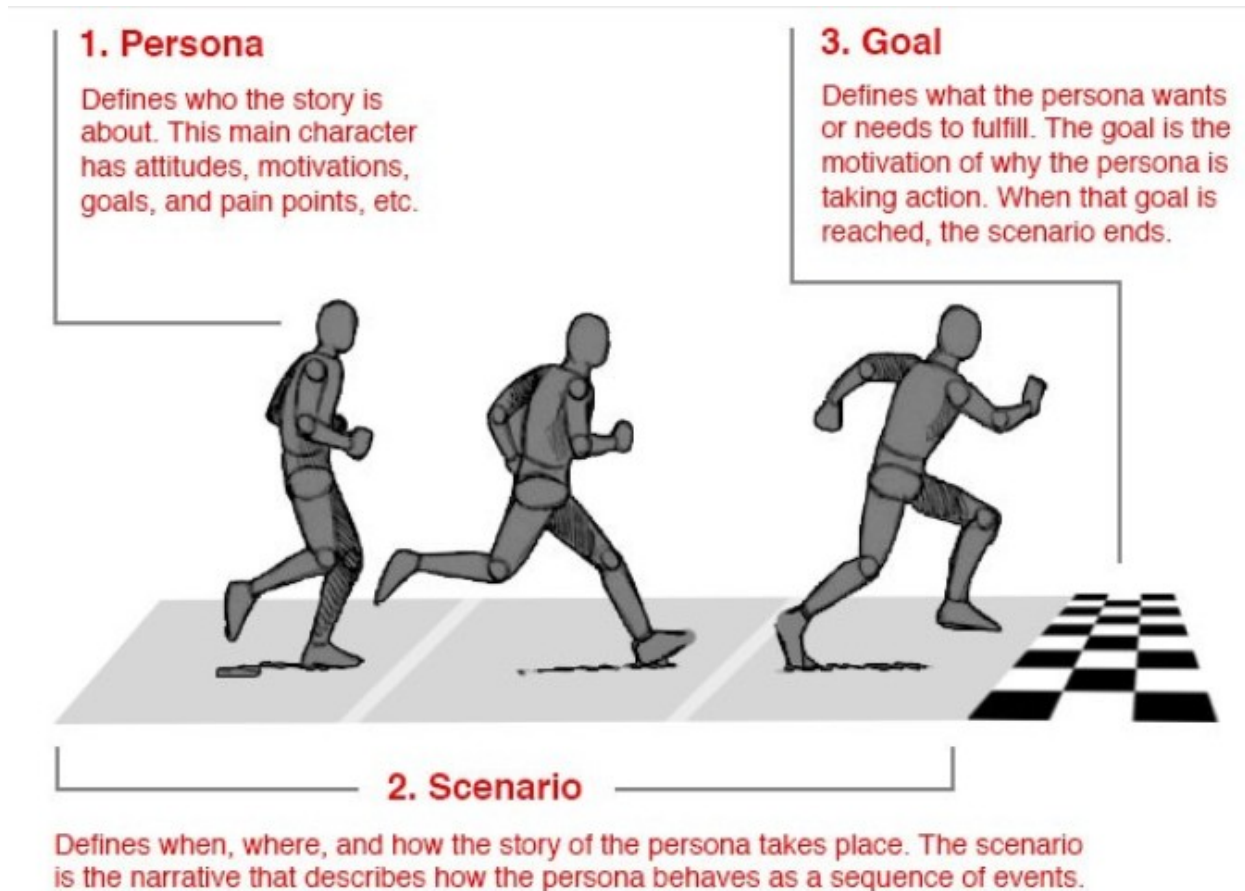 1. Persona
Defines who the story is
about. This main character
has attitudes, motivations,
goals, and pain points, etc.
3. Goal
Defines what the persona wants
or needs to fulfill. The goal is the
motivation of why the persona is
taking action. When that goal is
reached, the scenario ends.
2. Scenario
Defines when, where, and how the story of the persona takes place. The scenario
is the narrative that describes how the persona behaves as a sequence of events.